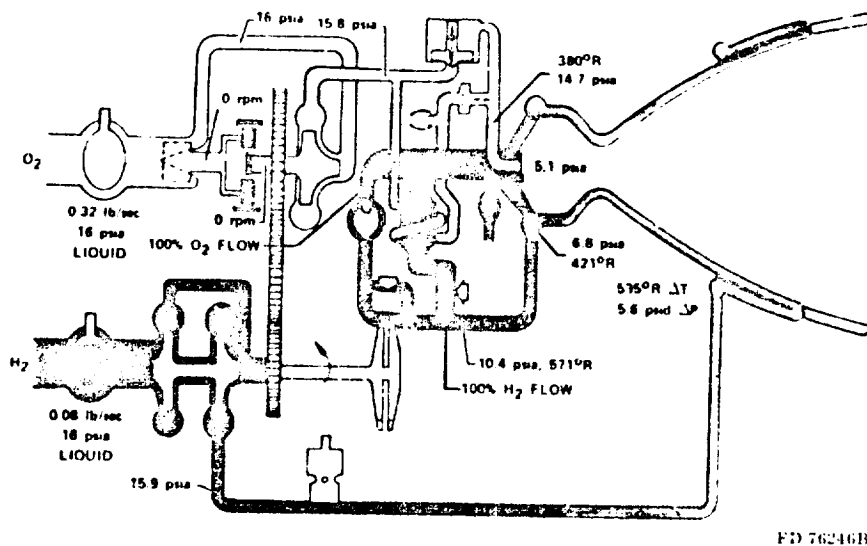 16 psia
15.8 psia
380°R
14.7 psia
0 rpm
O2
5.1 psia
0.32 lb/sec
16 psia
LIQUID
0 rpm
100% O2 FLOW
6.8 psia
421°R
535°R ΔT
5.6 psid ΔP
H2
10.4 psia, 571°R
100% H2 FLOW
0.06 lb/sec
16 psia
LIQUID
15.9 psia
FD 76246B